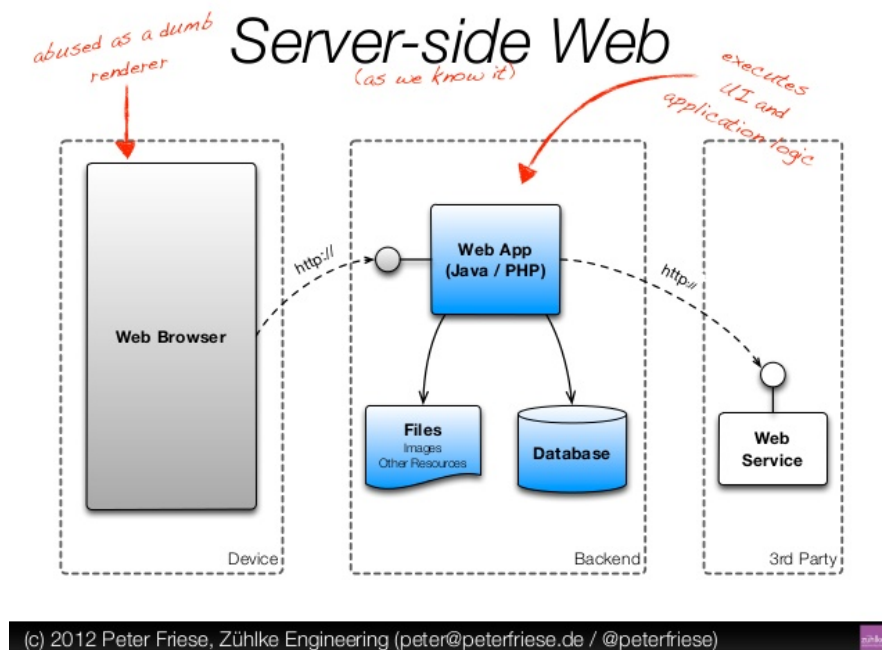 Server-side Web
(as we know it)
abused as a dumb
renderer
executes
UI and
application logic
Web Browser
http://
Web App
(Java / PHP)
http://
Files
Images
Other Resources
Database
Web
Service
Device
Backend
3rd Party
(c) 2012 Peter Friese, Zühlke Engineering (peter@peterfriese.de / @peterfriese)
zühlke